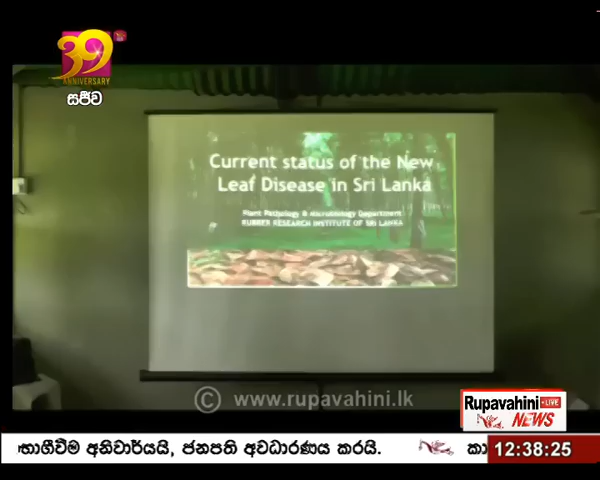 39
ANNIVERSARY
සජීව
Current status of the New
Leaf Disease in Sri Lanka
Plant Pathology & Microbiology Department
RUBBER RESEARCH INSTITUTE OF SRI LANKA
© www.rupavahini.lk
Rupavahini LIVE
NEWS
භාගීවීම අනිවාර්යයි, ජනපති අවධාරණය කරයි.
කා
12:38:25